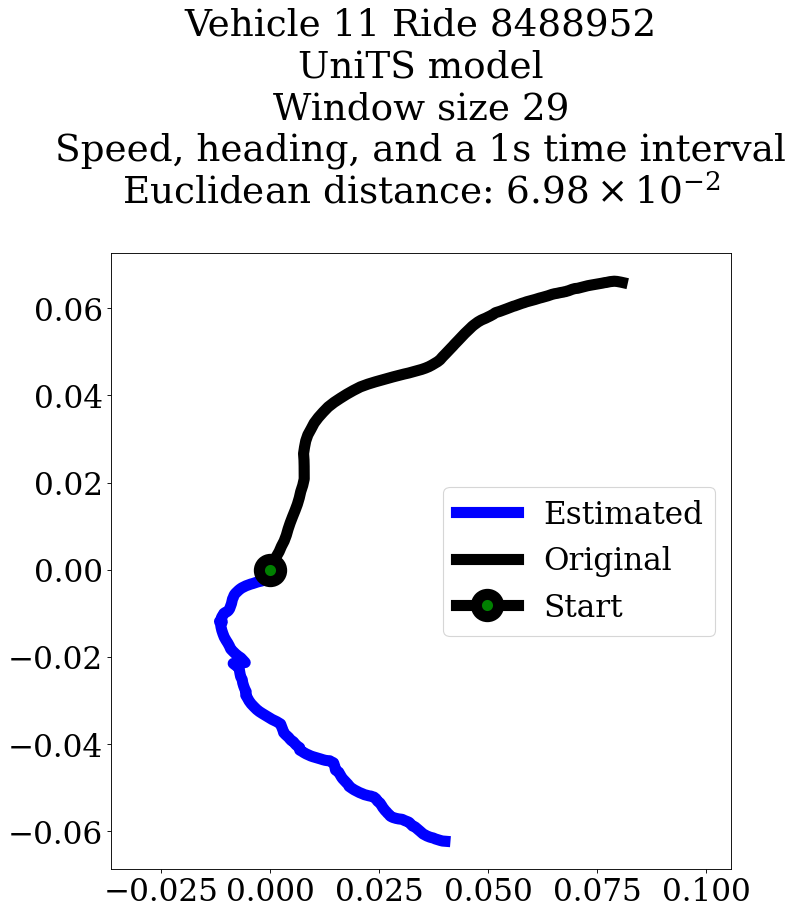 Vehicle 11 Ride 8488952
UniTS model
Window size 29
Speed, heading, and a 1s time interval
Euclidean distance: 6.98 × 10⁻²
0.06
0.04
0.02
0.00
−0.02
−0.04
−0.06
Estimated
Original
Start
−0.025 0.000 0.025 0.050 0.075 0.100